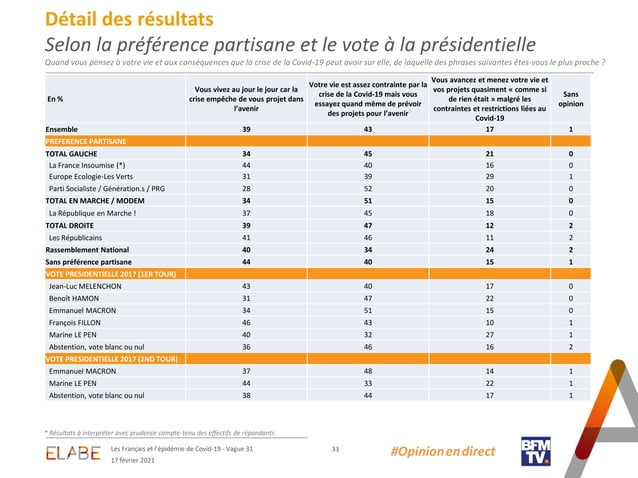 Détail des résultats
Selon la préférence partisane et le vote à la présidentielle
Quand vous pensez à votre vie et aux conséquences que la crise de la Covid-19 peut avoir sur elle, de laquelle des phrases suivantes êtes-vous le plus proche ?
En %
Vous vivez au jour le jour car la
crise empêche de vous projet dans
l'avenir
Votre vie est assez contrainte par la
crise de la Covid-19 mais vous
essayez quand même de prévoir
des projets pour l'avenir
Vous avancez et menez votre vie et
vos projets quasiment « comme si
de rien était » malgré les
contraintes et restrictions liées au
Covid-19
Sans
opinion
Ensemble 39 43 17 1
PREFERENCE PARTISANE
TOTAL GAUCHE 34 45 21 0
La France Insoumise (*) 44 40 16 0
Europe Ecologie-Les Verts 31 39 29 1
Parti Socialiste / Génération.s / PRG 28 52 20 0
TOTAL EN MARCHE / MODEM 34 51 15 0
La République en Marche ! 37 45 18 0
TOTAL DROITE 39 47 12 2
Les Républicains 41 46 11 2
Rassemblement National 40 34 24 2
Sans préférence partisane 44 40 15 1
VOTE PRESIDENTIELLE 2017 (1ER TOUR)
Jean-Luc MELENCHON 43 40 17 0
Benoît HAMON 31 47 22 0
Emmanuel MACRON 34 51 15 0
François FILLON 46 43 10 1
Marine LE PEN 40 32 27 1
Abstention, vote blanc ou nul 36 46 16 2
VOTE PRESIDENTIELLE 2017 (2ND TOUR)
Emmanuel MACRON 37 48 14 1
Marine LE PEN 44 33 22 1
Abstention, vote blanc ou nul 38 44 17 1
* Résultats à interpréter avec prudence compte-tenu des effectifs de répondants
ELABE
Les Français et l'épidémie de Covid-19 - Vague 31
17 février 2021
33
#Opinion en direct
BFM
TV.